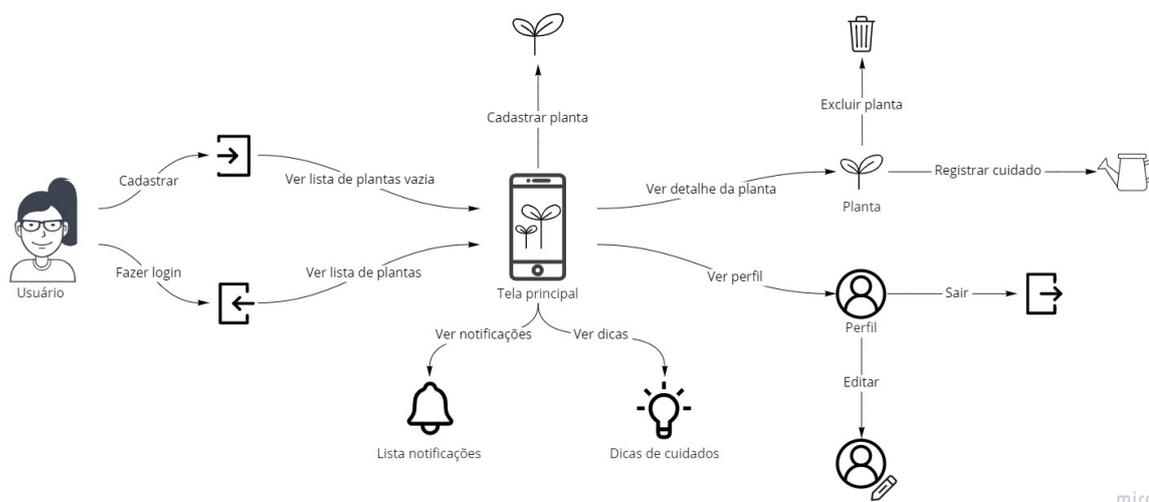 Cadastrar planta
Excluir planta
Cadastrar
Ver lista de plantas vazia
Ver detalhe da planta
Registrar cuidado
Planta
Usuário
Fazer login
Ver lista de plantas
Tela principal
Ver perfil
Perfil
Sair
Ver notificações
Ver dicas
Editar
Lista notificações
Dicas de cuidados